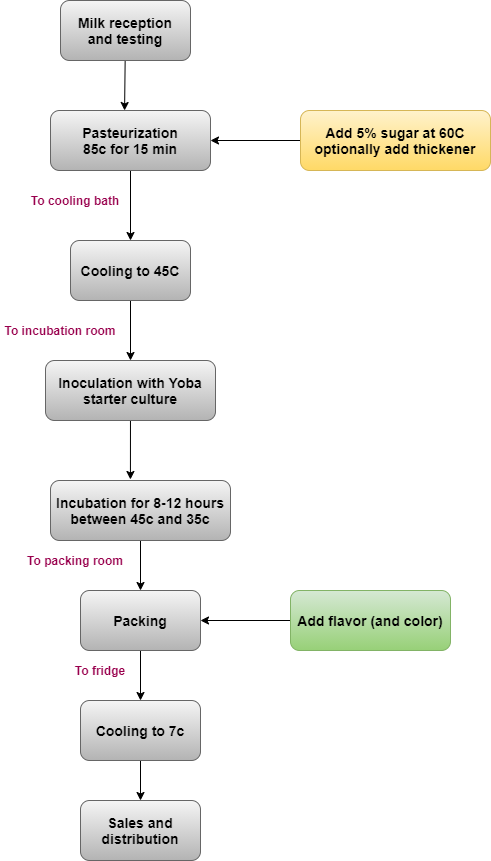 Milk reception
and testing
Pasteurization
85c for 15 min
Add 5% sugar at 60C
optionally add thickener
To cooling bath
Cooling to 45C
To incubation room
Inoculation with Yoba
starter culture
Incubation for 8-12 hours
between 45c and 35c
To packing room
Packing
Add flavor (and color)
To fridge
Cooling to 7c
Sales and
distribution